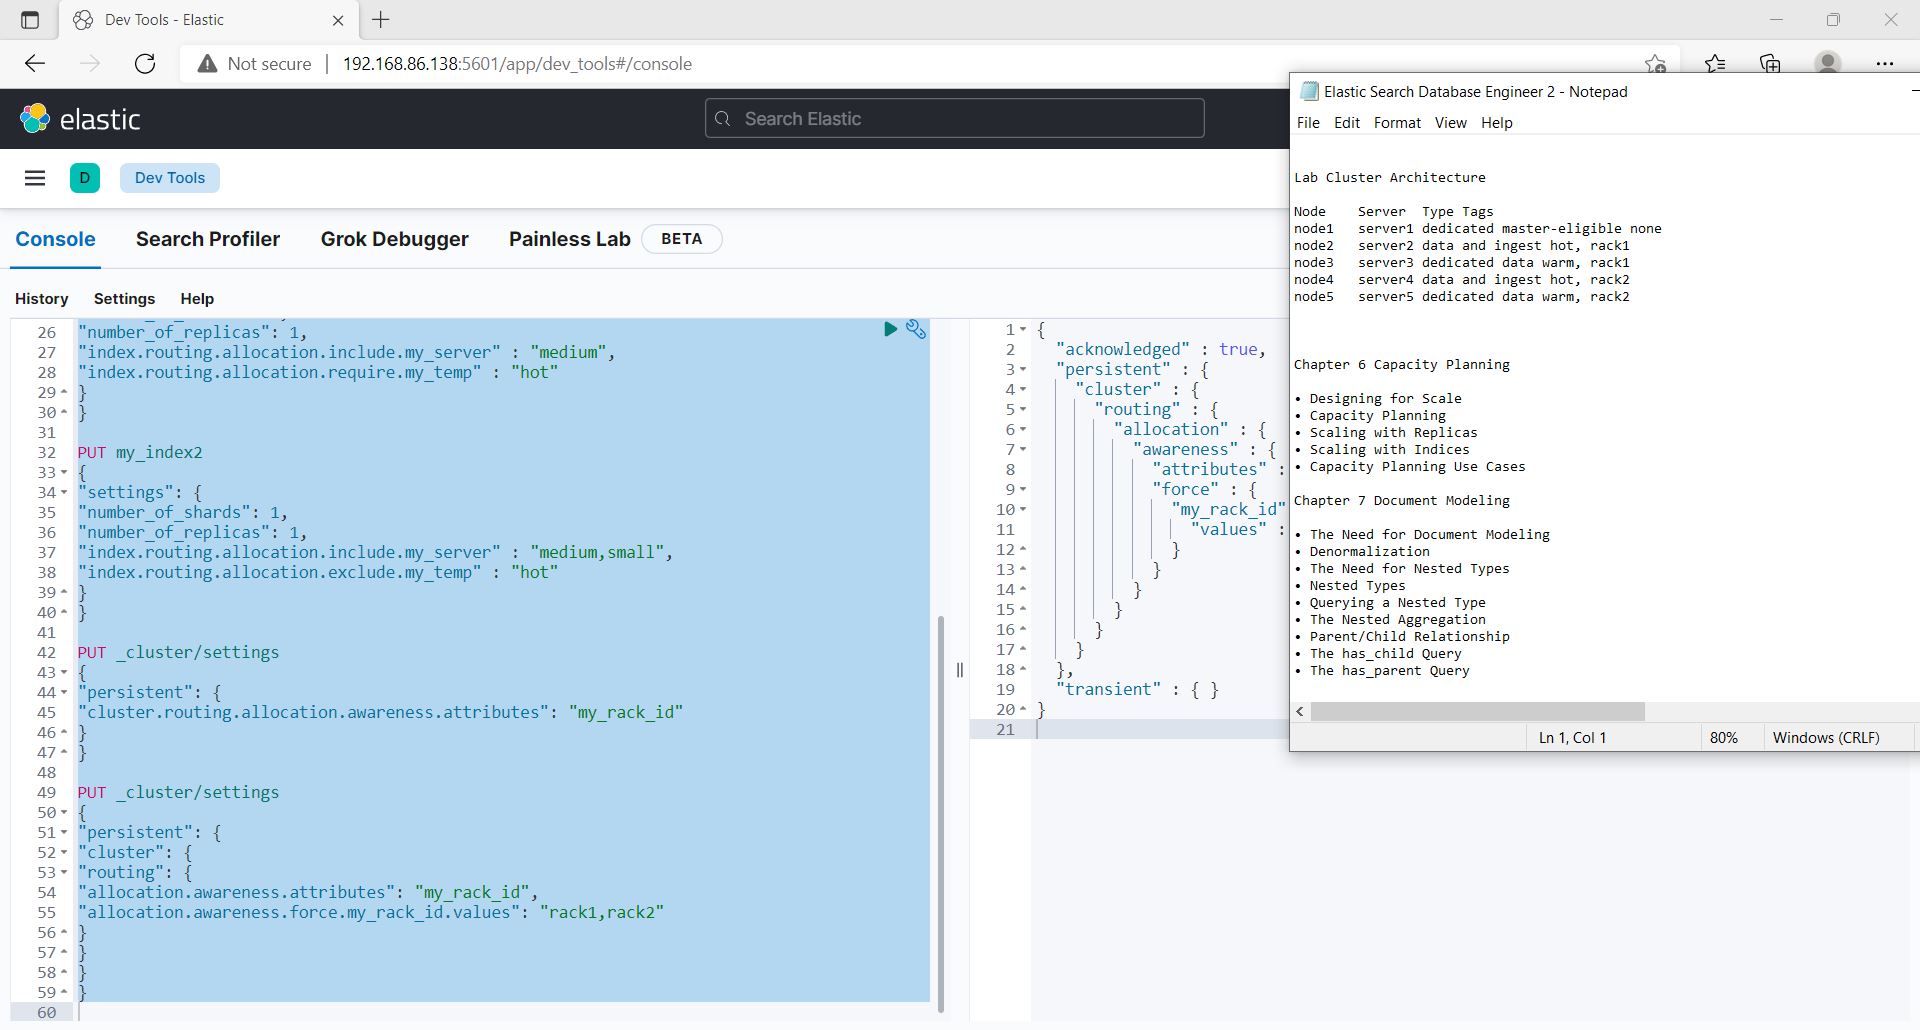 Dev Tools - Elastic
Not secure
192.168.86.138:5601/app/dev_tools#/console
elastic
Search Elastic
D
Dev Tools
Console
Search Profiler
Grok Debugger
Painless Lab
BETA
History
Settings
Help
26 "number_of_replicas": 1,
27 "index.routing.allocation.include.my_server" : "medium",
28 "index.routing.allocation.require.my_temp" : "hot"
29 }
30 }
31
32 PUT my_index2
33 {
34 "settings": {
35 "number_of_shards": 1,
36 "number_of_replicas": 1,
37 "index.routing.allocation.include.my_server" : "medium,small",
38 "index.routing.allocation.exclude.my_temp" : "hot"
39 }
40 }
41
42 PUT _cluster/settings
43 {
44 "persistent": {
45 "cluster.routing.allocation.awareness.attributes": "my_rack_id"
46 }
47 }
48
49 PUT _cluster/settings
50 {
51 "persistent": {
52 "cluster": {
53 "routing": {
54 "allocation.awareness.attributes": "my_rack_id",
55 "allocation.awareness.force.my_rack_id.values": "rack1,rack2"
56 }
57 }
58 }
59 }
60
1 {
2 "acknowledged" : true,
3 "persistent" : {
4 "cluster" : {
5 "routing" : {
6 "allocation" : {
7 "awareness" : {
8 "attributes" :
9 "force" : {
10 "my_rack_id"
11 "values" :
12 }
13 }
14 }
15 }
16 }
17 }
18 },
19 "transient" : { }
20 }
21
Elastic Search Database Engineer 2 - Notepad
File Edit Format View Help
Lab Cluster Architecture
Node Server Type Tags
node1 server1 dedicated master-eligible none
node2 server2 data and ingest hot, rack1
node3 server3 dedicated data warm, rack1
node4 server4 data and ingest hot, rack2
node5 server5 dedicated data warm, rack2
Chapter 6 Capacity Planning
• Designing for Scale
• Capacity Planning
• Scaling with Replicas
• Scaling with Indices
• Capacity Planning Use Cases
Chapter 7 Document Modeling
• The Need for Document Modeling
• Denormalization
• The Need for Nested Types
• Nested Types
• Querying a Nested Type
• The Nested Aggregation
• Parent/Child Relationship
• The has_child Query
• The has_parent Query
Ln 1, Col 1
80%
Windows (CRLF)